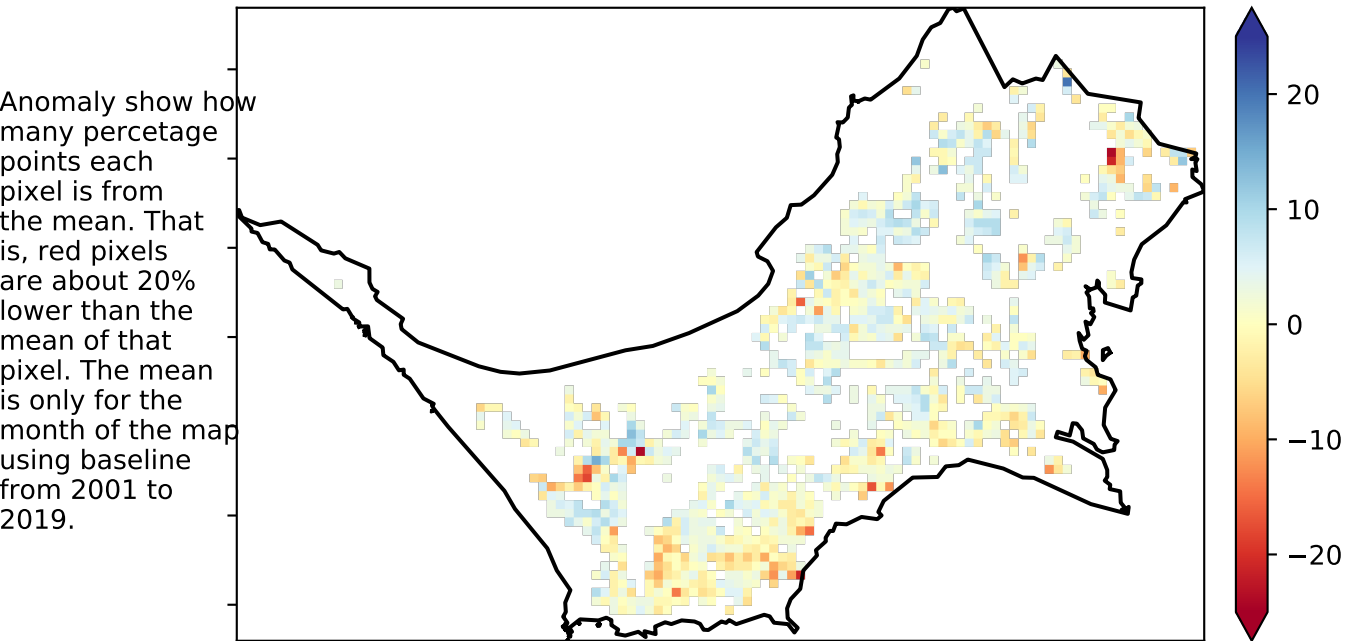 Anomaly show how
many percetage
points each
pixel is from
the mean. That
is, red pixels
are about 20%
lower than the
mean of that
pixel. The mean
is only for the
month of the map
using baseline
from 2001 to
2019.
20
10
0
−10
−20